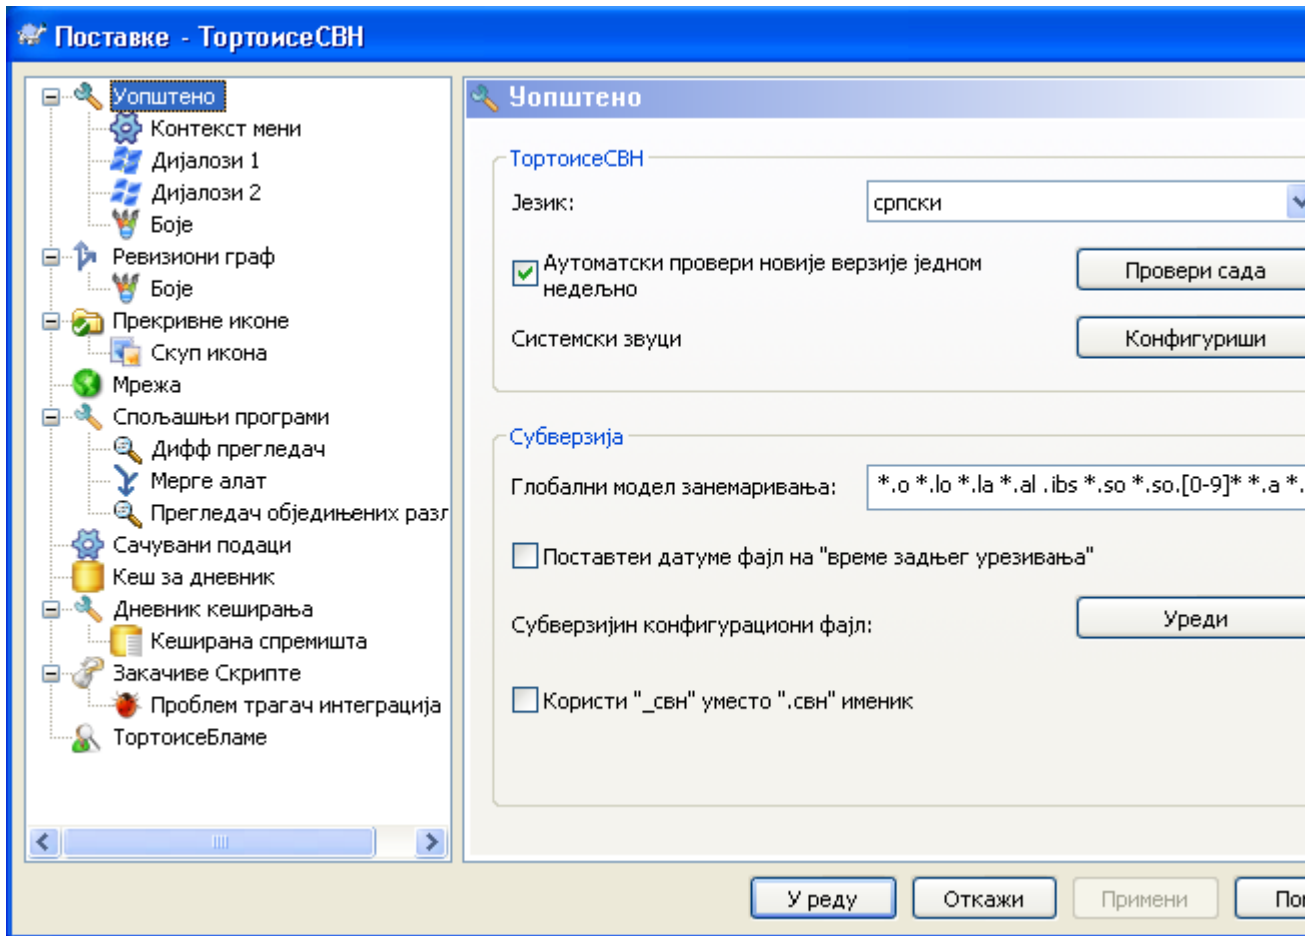 Поставке - ТортоисеСВН
Уопштено
Контекст мени
Дијалози 1
Дијалози 2
Боје
Ревизиони граф
Боје
Прекривне иконе
Скуп икона
Мрежа
Спољашњи програми
Дифф прегледач
Мерге алат
Прегледач обједињених разл
Сачувани подаци
Кеш за дневник
Дневник кеширања
Кеширана спремишта
Закачиве Скрипте
Проблем трагач интеграција
ТортоисеБламе
Уопштено
ТортоисеСВН
Језик:
српски
Аутоматски провери новије верзије једном
недељно
Провери сада
Системски звуци
Конфигуриши
Субверзија
Глобални модел занемаривања:
*.o *.lo *.la *.al .ibs *.so *.so.[0-9]* *.a *.
Поставтеи датуме фајл на "време задњег урезивања"
Субверзијин конфигурациони фајл:
Уреди
Користи "_свн" уместо ".свн" именик
У реду
Откажи
Примени